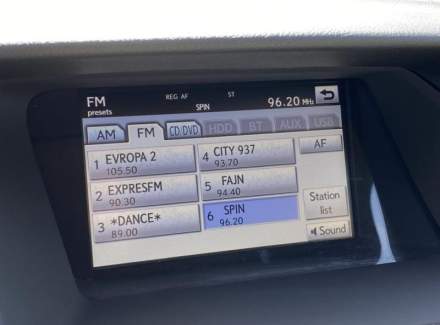 FM
presets
REG AF
ST
SPIN
96.20 MHz
AM
FM
CD/DVD
HDD
BT
AUX
USB
1 EVROPA 2
105.50
4 CITY 937
93.70
AF
2 EXPRESFM
90.30
5 FAJN
94.40
3 *DANCE*
89.00
6 SPIN
96.20
Station
list
Sound